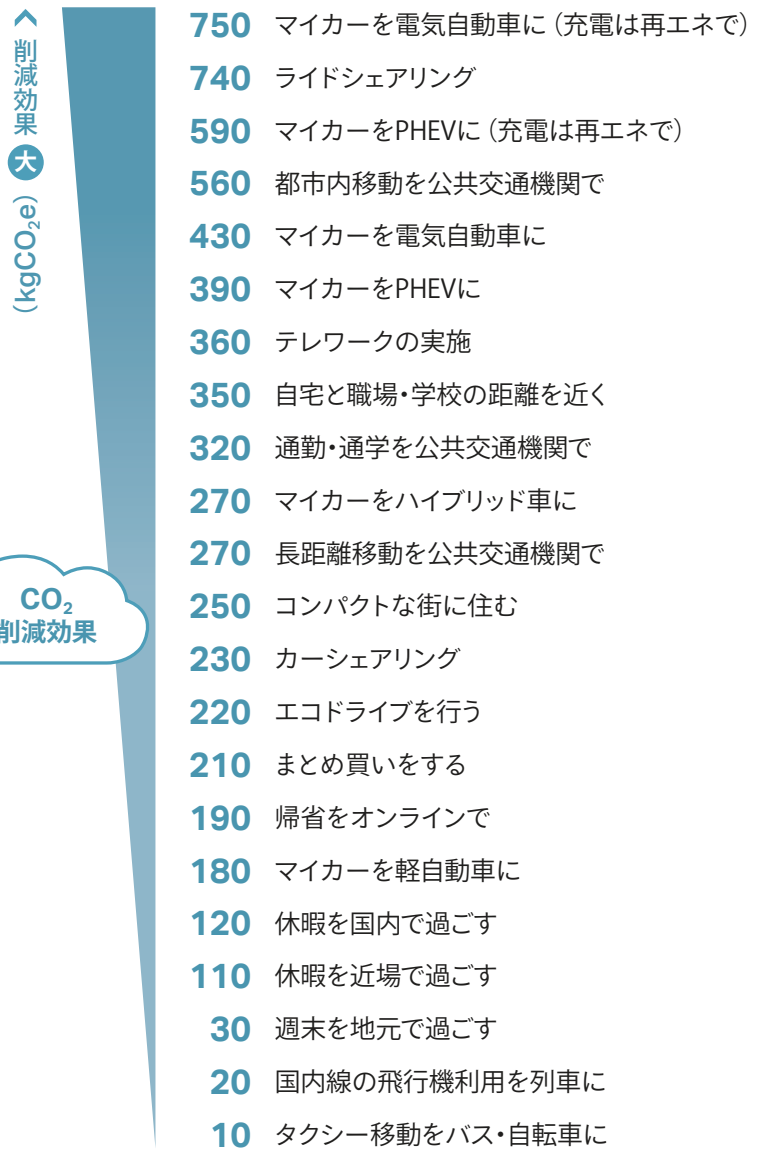 削減効果 大 (kgCO₂e)
750 マイカーを電気自動車に（充電は再エネで）
740 ライドシェアリング
590 マイカーをPHEVに（充電は再エネで）
560 都市内移動を公共交通機関で
430 マイカーを電気自動車に
390 マイカーをPHEVに
360 テレワークの実施
350 自宅と職場・学校の距離を近く
320 通勤・通学を公共交通機関で
270 マイカーをハイブリッド車に
270 長距離移動を公共交通機関で
250 コンパクトな街に住む
230 カーシェアリング
220 エコドライブを行う
210 まとめ買いをする
190 帰省をオンラインで
180 マイカーを軽自動車に
120 休暇を国内で過ごす
110 休暇を近場で過ごす
30 週末を地元で過ごす
20 国内線の飛行機利用を列車に
10 タクシー移動をバス・自転車に
CO₂
削減効果